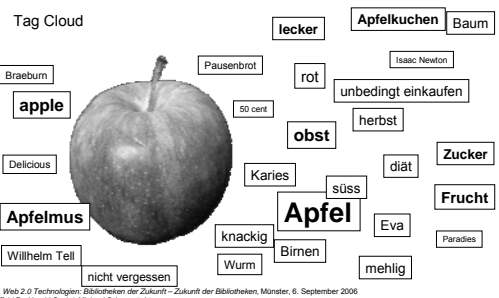 Tag Cloud
lecker
Apfelkuchen
Baum
Isaac Newton
Pausenbrot
Braeburn
rot
unbedingt einkaufen
apple
50 cent
herbst
obst
Zucker
diät
Delicious
Karies
süss
Frucht
Apfel
Apfelmus
Eva
knackig
Paradies
Birnen
Willhelm Tell
Wurm
mehlig
nicht vergessen
Web 2.0 Technologien: Bibliotheken der Zukunft – Zukunft der Bibliotheken, Münster, 6. September 2006